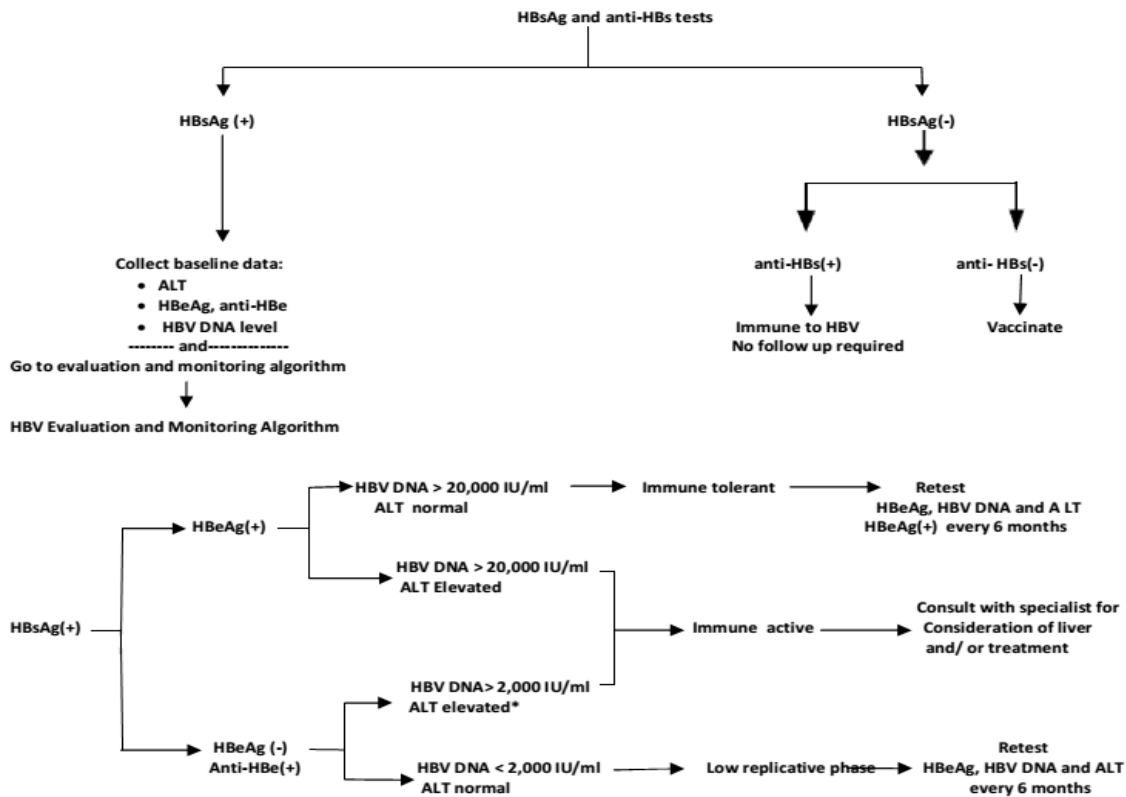 HBsAg and anti-HBs tests
HBsAg (+)
HBsAg(-)
Collect baseline data:
• ALT
• HBeAg, anti-HBe
• HBV DNA level
-------- and--------------
Go to evaluation and monitoring algorithm
HBV Evaluation and Monitoring Algorithm
anti-HBs(+)
anti- HBs(-)
Immune to HBV
No follow up required
Vaccinate
HBsAg(+)
HBeAg(+)
HBV DNA > 20,000 IU/ml
ALT normal
Immune tolerant
Retest
HBeAg, HBV DNA and A LT
HBeAg(+) every 6 months
HBV DNA > 20,000 IU/ml
ALT Elevated
Immune active
Consult with specialist for
Consideration of liver
and/ or treatment
HBV DNA> 2,000 IU/ml
ALT elevated*
HBeAg (-)
Anti-HBe(+)
HBV DNA < 2,000 IU/ml
ALT normal
Low replicative phase
Retest
HBeAg, HBV DNA and ALT
every 6 months